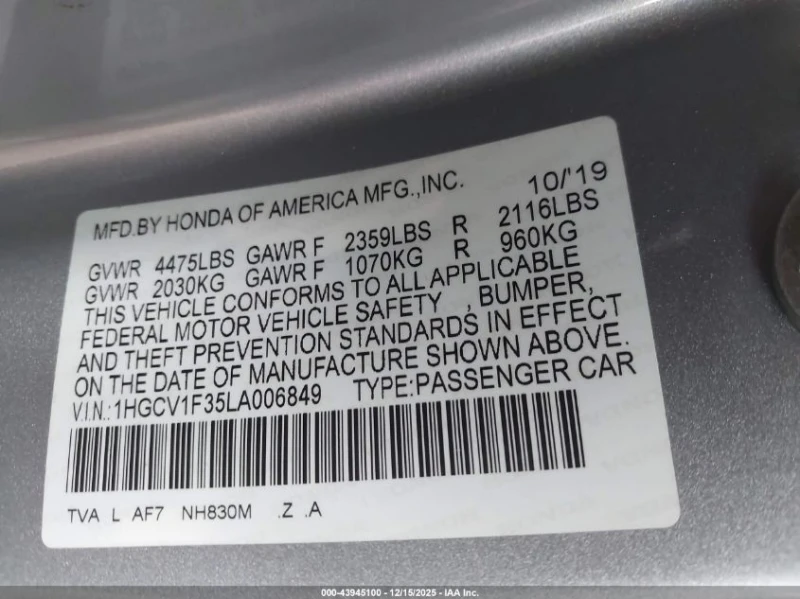 MFD.BY HONDA OF AMERICA MFG.,INC. 10/'19
GVWR 4475LBS GAWR F 2359LBS R 2116LBS
GVWR 2030KG GAWR F 1070KG R 960KG
THIS VEHICLE CONFORMS TO ALL APPLICABLE
FEDERAL MOTOR VEHICLE SAFETY , BUMPER,
AND THEFT PREVENTION STANDARDS IN EFFECT
ON THE DATE OF MANUFACTURE SHOWN ABOVE.
V.I.N.:1HGCV1F35LA006849 TYPE:PASSENGER CAR
TVA L AF7 NH830M .Z .A
000-43945100 - 12/15/2025 - IAA Inc.